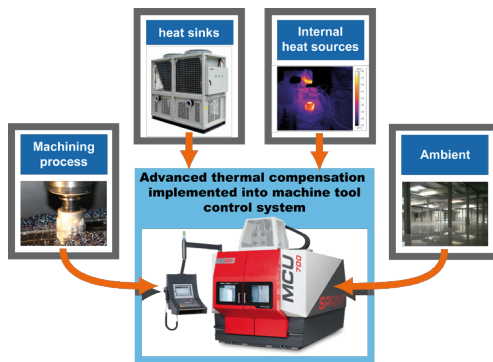 heat sinks
Internal
heat sources
Machining
process
Ambient
Advanced thermal compensation
implemented into machine tool
control system
MCU
700